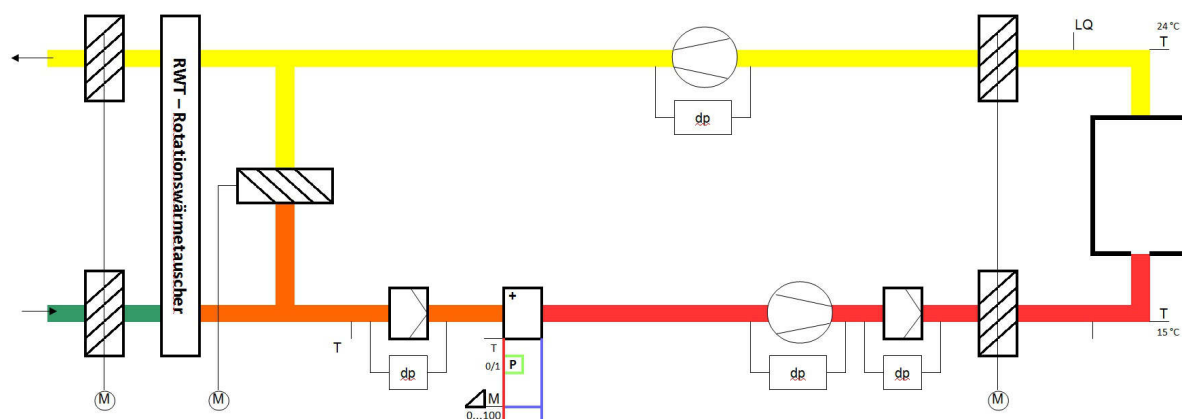 LQ
24 °C
T
RWT – Rotationswärmetauscher
dp
+
T
T
15 °C
T
0/1
P
dp
dp
dp
M
M
M
0...100
M